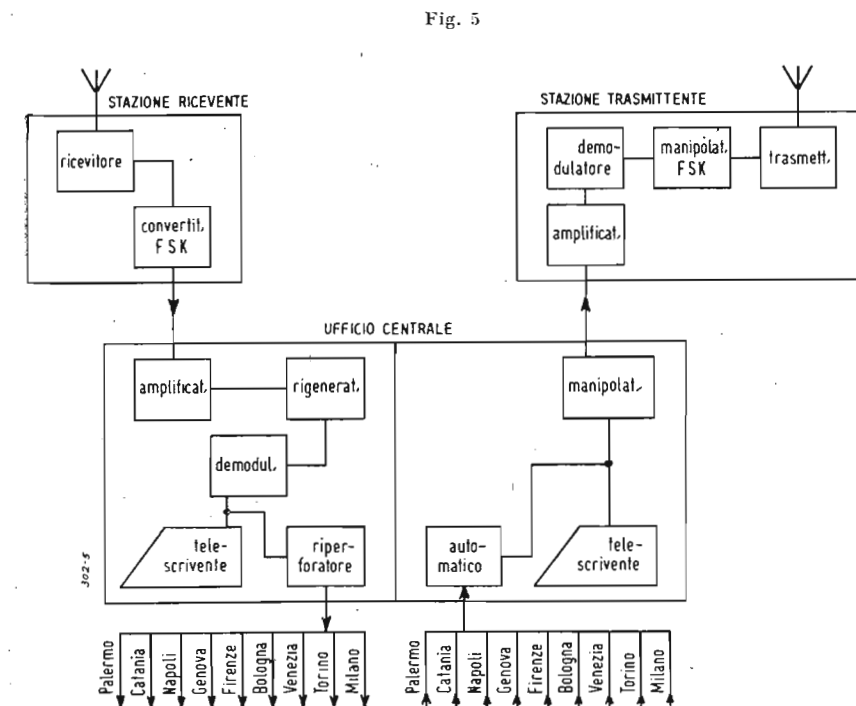 Fig. 5
STAZIONE RICEVENTE
ricevitore
convertit.
FSK
STAZIONE TRASMITTENTE
demo-
dulatore
manipolat.
FSK
trasmett.
amplificat.
UFFICIO CENTRALE
amplificat.
rigenerat.
demodul.
tele-
scrivente
riper-
foratore
manipolat.
auto-
matico
tele-
scrivente
302-5
Palermo
Catania
Napoli
Genova
Firenze
Bologna
Venezia
Torino
Milano
Palermo
Catania
Napoli
Genova
Firenze
Bologna
Venezia
Torino
Milano